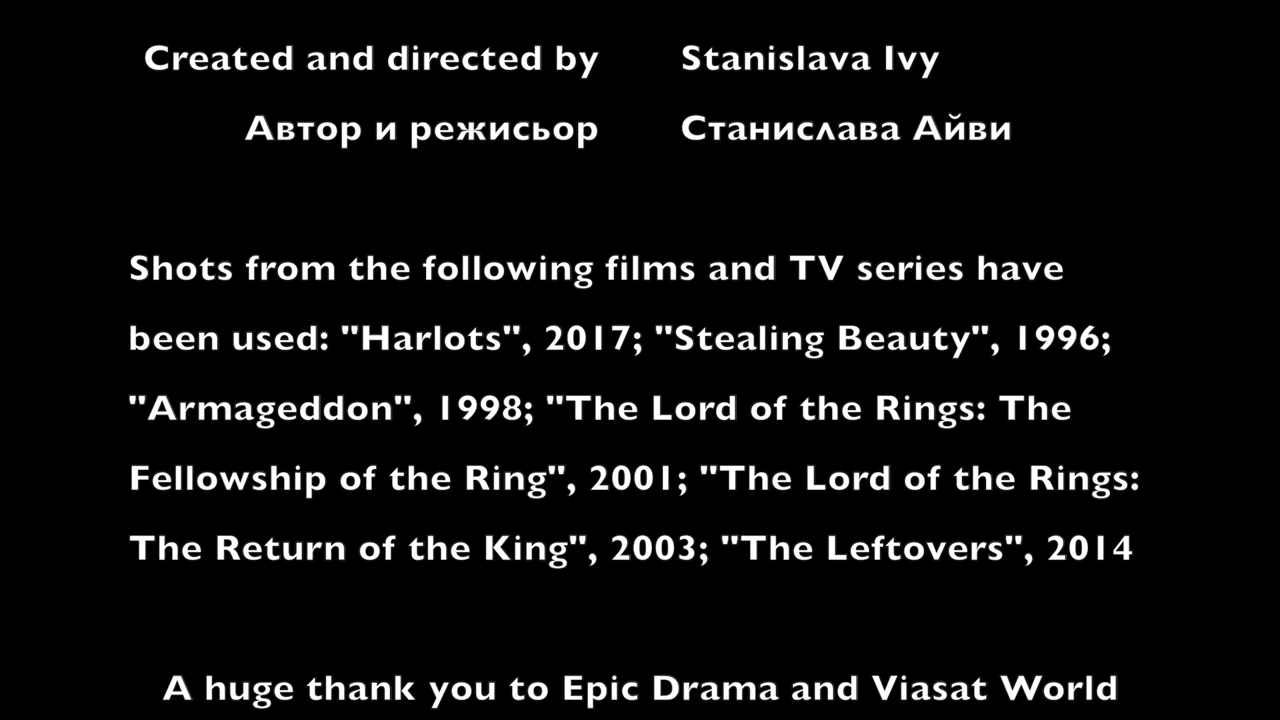 Created and directed by Stanislava Ivy
Автор и режисьор Станислава Айви
Shots from the following films and TV series have
been used: "Harlots", 2017; "Stealing Beauty", 1996;
"Armageddon", 1998; "The Lord of the Rings: The
Fellowship of the Ring", 2001; "The Lord of the Rings:
The Return of the King", 2003; "The Leftovers", 2014
A huge thank you to Epic Drama and Viasat World